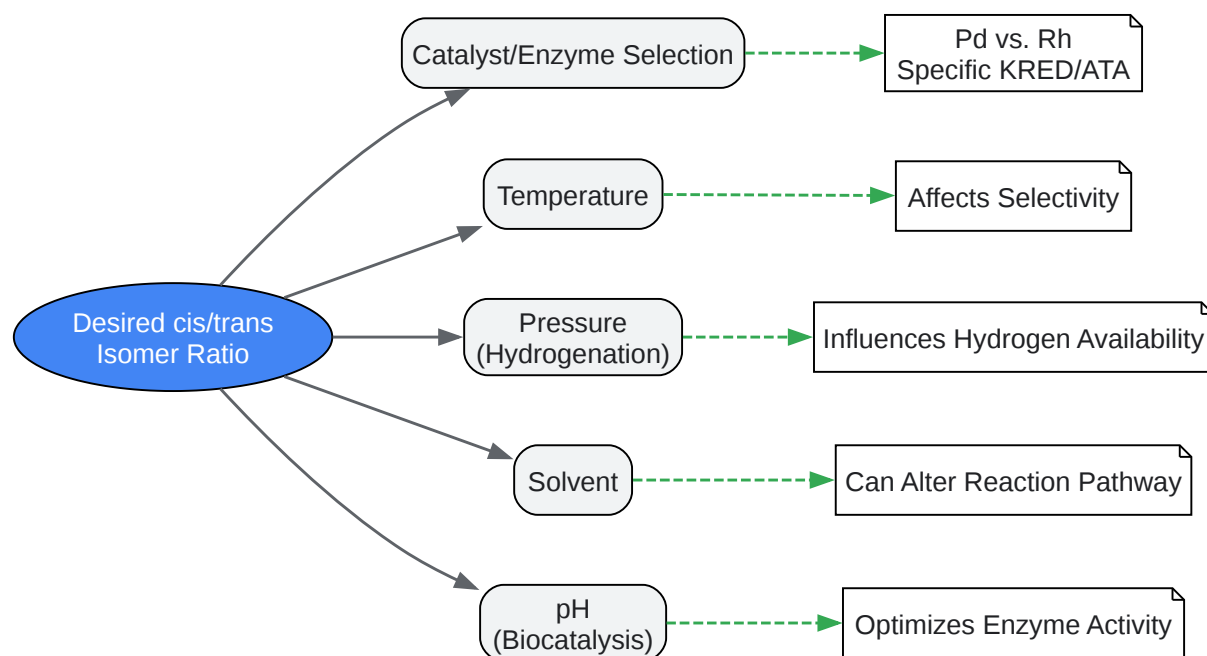 Catalyst/Enzyme Selection
Pd vs. Rh
Specific KRED/ATA
Temperature
Affects Selectivity
Desired cis/trans
Isomer Ratio
Pressure
(Hydrogenation)
Influences Hydrogen Availability
Solvent
Can Alter Reaction Pathway
pH
(Biocatalysis)
Optimizes Enzyme Activity